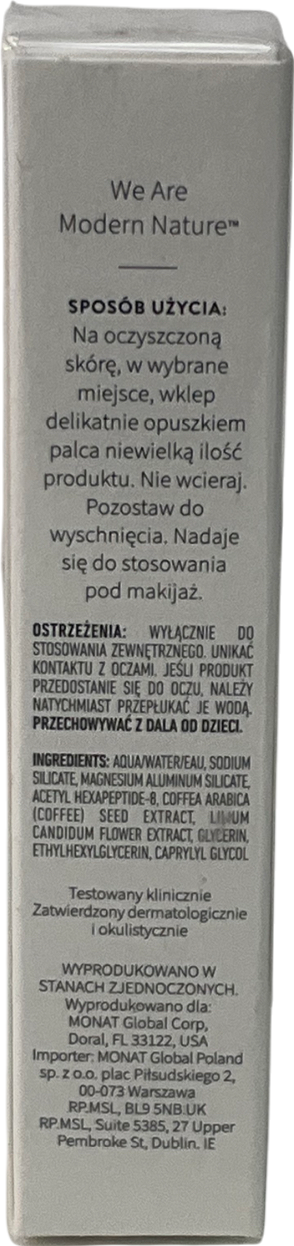 We Are
Modern Nature™
SPOSÓB UŻYCIA:
Na oczyszczoną
skórę, w wybrane
miejsce, wklep
delikatnie opuszkiem
palca niewielką ilość
produktu. Nie wcieraj.
Pozostaw do
wyschnięcia. Nadaje
się do stosowania
pod makijaż.
OSTRZEŻENIA: WYŁĄCZNIE DO
STOSOWANIA ZEWNĘTRZNEGO. UNIKAĆ
KONTAKTU Z OCZAMI. JEŚLI PRODUKT
PRZEDOSTANIE SIĘ DO OCZU, NALEŻY
NATYCHMIAST PRZEPŁUKAĆ JE WODĄ.
PRZECHOWYWAĆ Z DALA OD DZIECI.
INGREDIENTS: AQUA/WATER/EAU, SODIUM
SILICATE, MAGNESIUM ALUMINUM SILICATE,
ACETYL HEXAPEPTIDE-8, COFFEA ARABICA
(COFFEE) SEED EXTRACT, LILIUM
CANDIDUM FLOWER EXTRACT, GLYCERIN,
ETHYLHEXYLGLYCERIN, CAPRYLYL GLYCOL
Testowany klinicznie
Zatwierdzony dermatologicznie
i okulistycznie
WYPRODUKOWANO W
STANACH ZJEDNOCZONYCH.
Wyprodukowano dla:
MONAT Global Corp,
Doral, FL 33122, USA
Importer: MONAT Global Poland
sp. z o.o. plac Piłsudskiego 2,
00-073 Warszawa
RP.MSL, BL9 5NB.UK
RP.MSL, Suite 5385, 27 Upper
Pembroke St, Dublin. IE